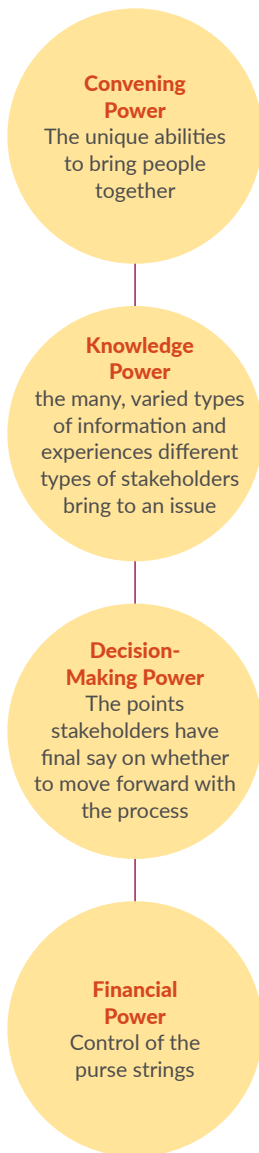 Convening
Power
The unique abilities
to bring people
together
Knowledge
Power
the many, varied types
of information and
experiences different
types of stakeholders
bring to an issue
Decision-
Making Power
The points
stakeholders have
final say on whether
to move forward with
the process
Financial
Power
Control of the
purse strings